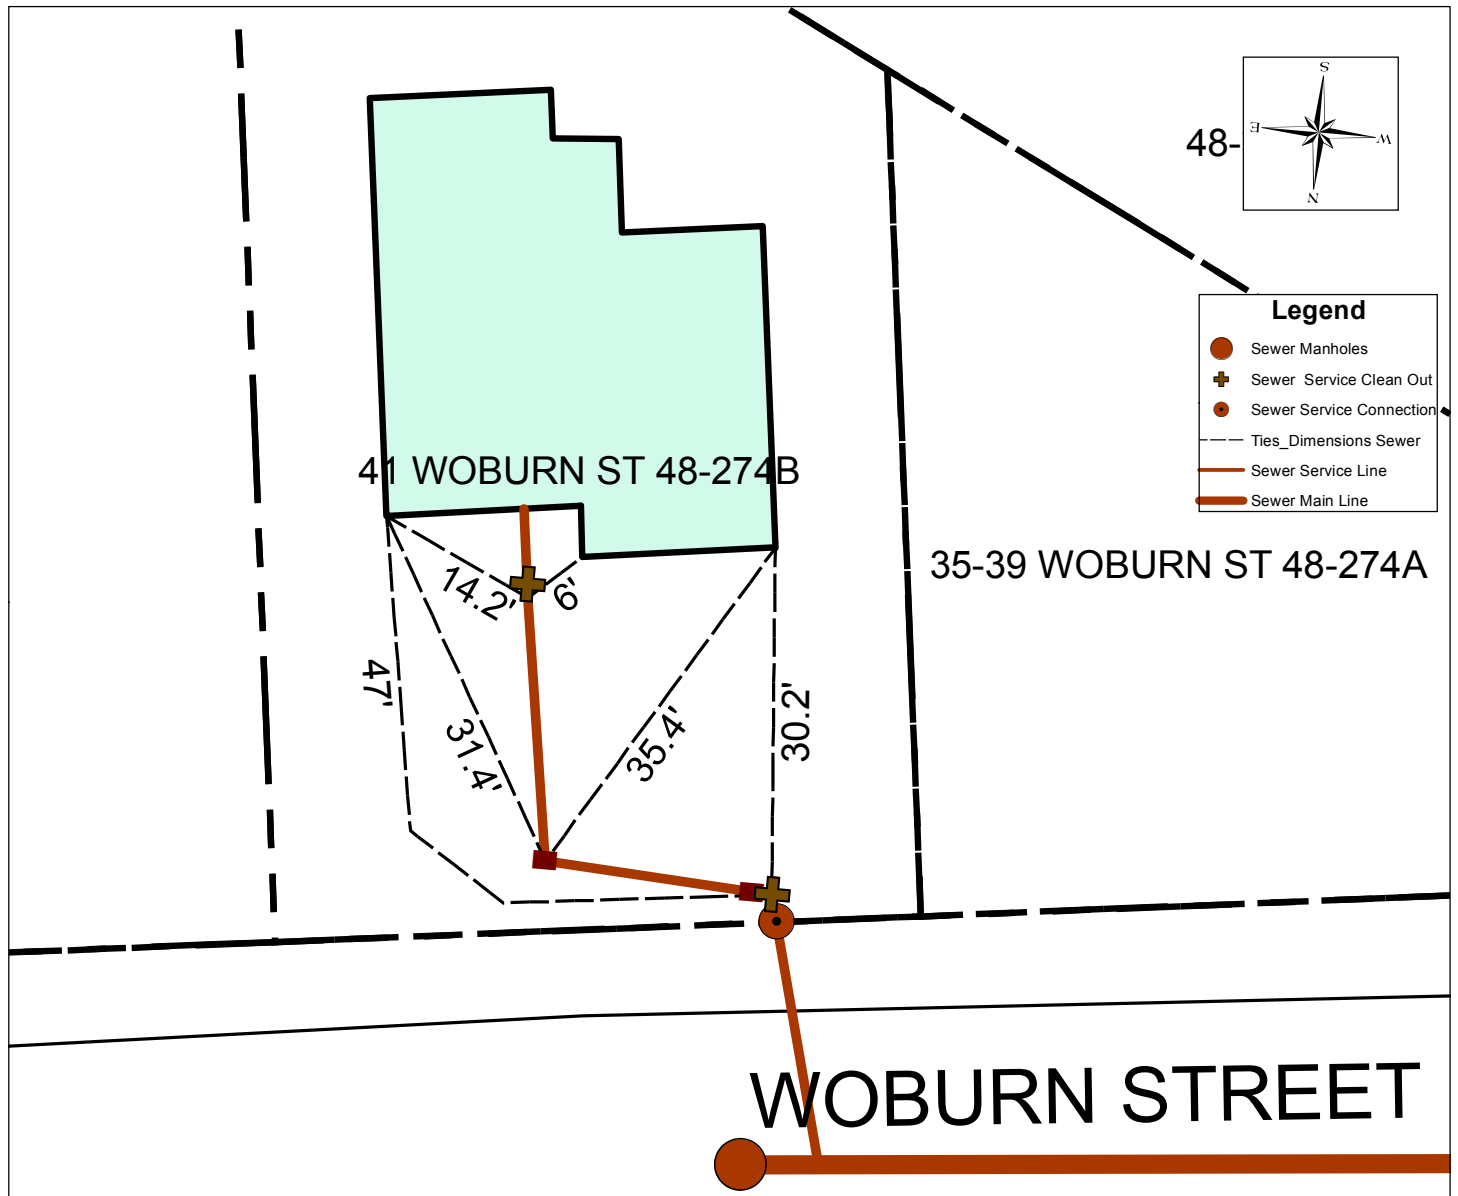 S
E
W
N
48-
Legend
Sewer Manholes
Sewer Service Clean Out
Sewer Service Connection
Ties_Dimensions Sewer
Sewer Service Line
Sewer Main Line
41 WOBURN ST 48-274B
35-39 WOBURN ST 48-274A
14.2'
6'
47'
31.4'
35.4'
30.2'
WOBURN STREET